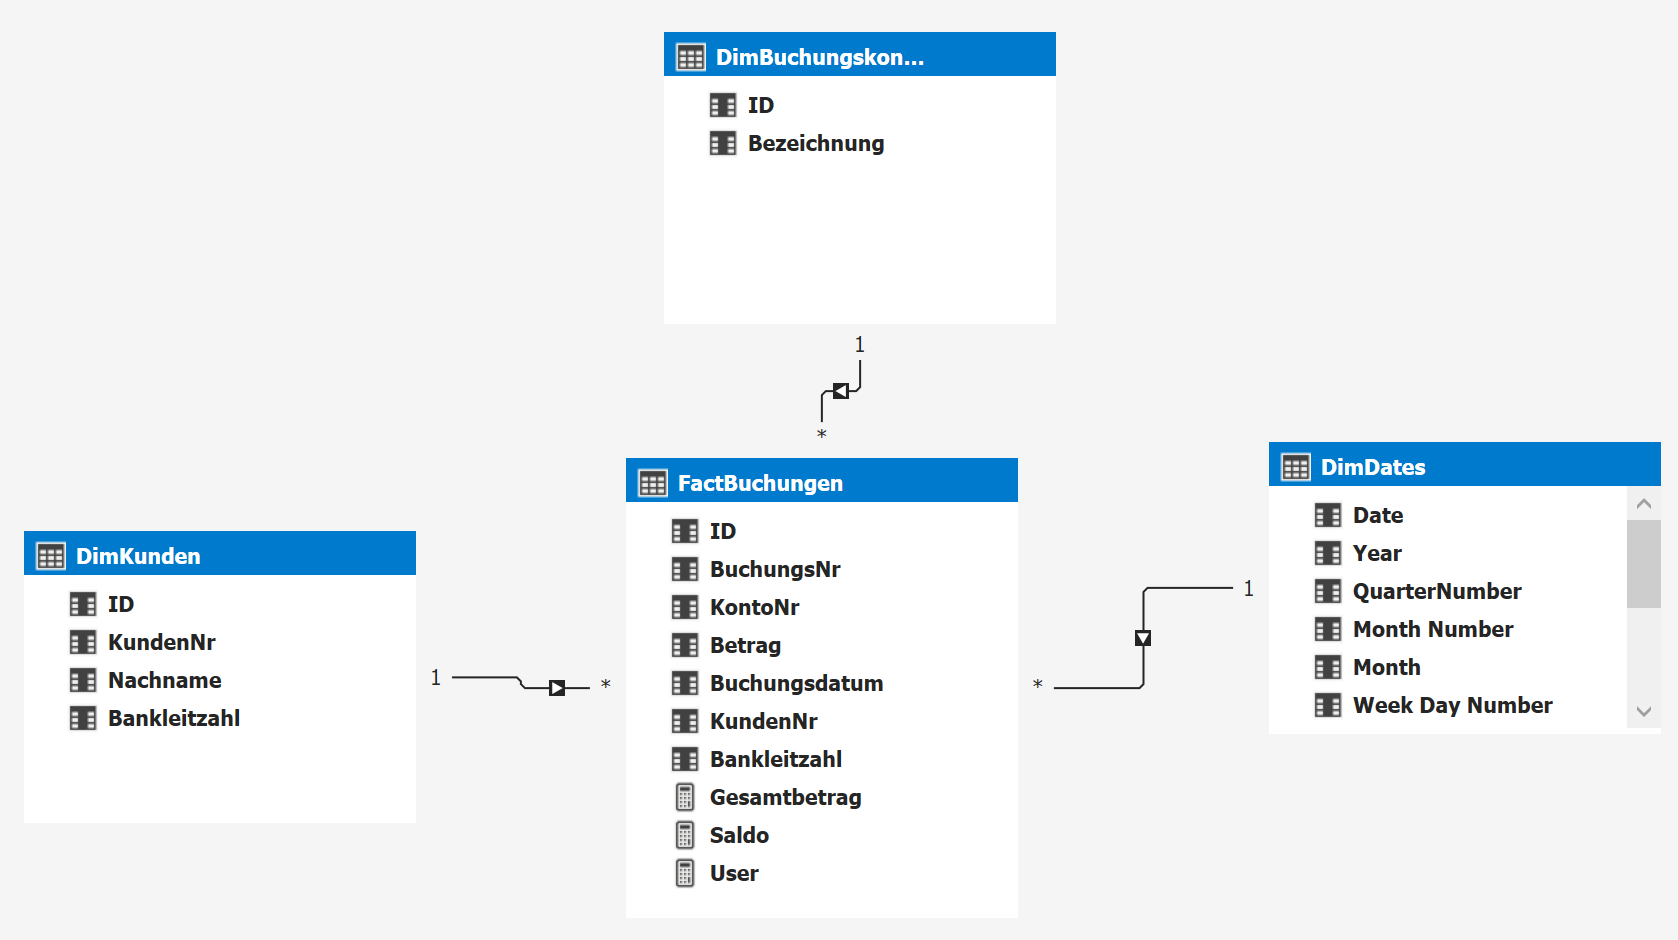 DimBuchungskon...
ID
Bezeichnung
1
*
FactBuchungen
ID
BuchungsNr
KontoNr
Betrag
Buchungsdatum
KundenNr
Bankleitzahl
Gesamtbetrag
Saldo
User
DimKunden
ID
KundenNr
Nachname
Bankleitzahl
1
*
DimDates
Date
Year
QuarterNumber
Month Number
Month
Week Day Number
*
1